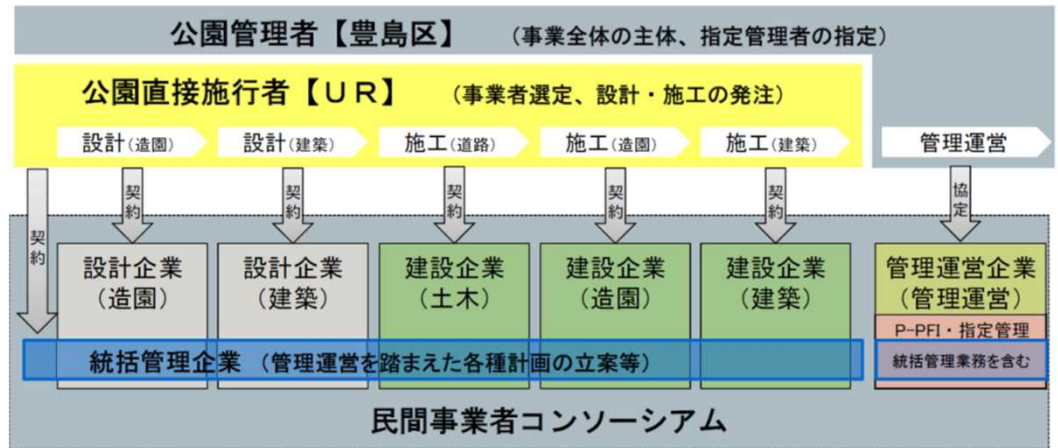 公園管理者【豊島区】 （事業全体の主体、指定管理者の指定）
公園直接施行者【ＵＲ】 （事業者選定、設計・施工の発注）
設計(造園) 設計(建築) 施工(道路) 施工(造園) 施工(建築) 管理運営
契約 契約 契約 契約 契約 契約 協定
設計企業 設計企業 建設企業 建設企業 建設企業 管理運営企業
（造園） （建築） （土木） （造園） （建築） （管理運営）
P-PFI・指定管理
統括管理企業 （管理運営を踏まえた各種計画の立案等） 統括管理業務を含む
民間事業者コンソーシアム